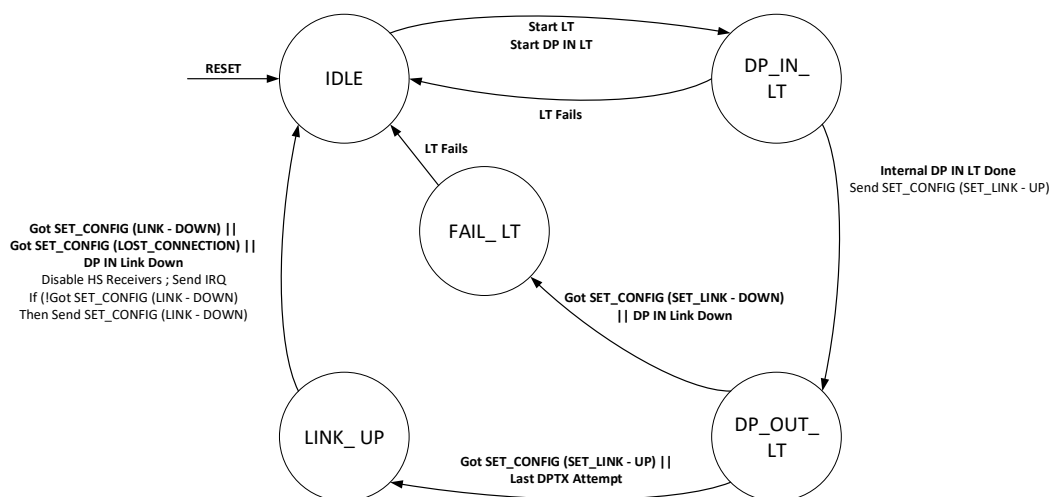 Start LT
Start DP IN LT
RESET
IDLE
DP_IN_
LT
LT Fails
LT Fails
Internal DP IN LT Done
Send SET_CONFIG (SET_LINK - UP)
FAIL_ LT
Got SET_CONFIG (LINK - DOWN) ||
Got SET_CONFIG (LOST_CONNECTION) ||
DP IN Link Down
Disable HS Receivers ; Send IRQ
If (!Got SET_CONFIG (LINK - DOWN)
Then Send SET_CONFIG (LINK - DOWN)
Got SET_CONFIG (SET_LINK - DOWN)
|| DP IN Link Down
LINK_ UP
DP_OUT_
LT
Got SET_CONFIG (SET_LINK - UP) ||
Last DPTX Attempt